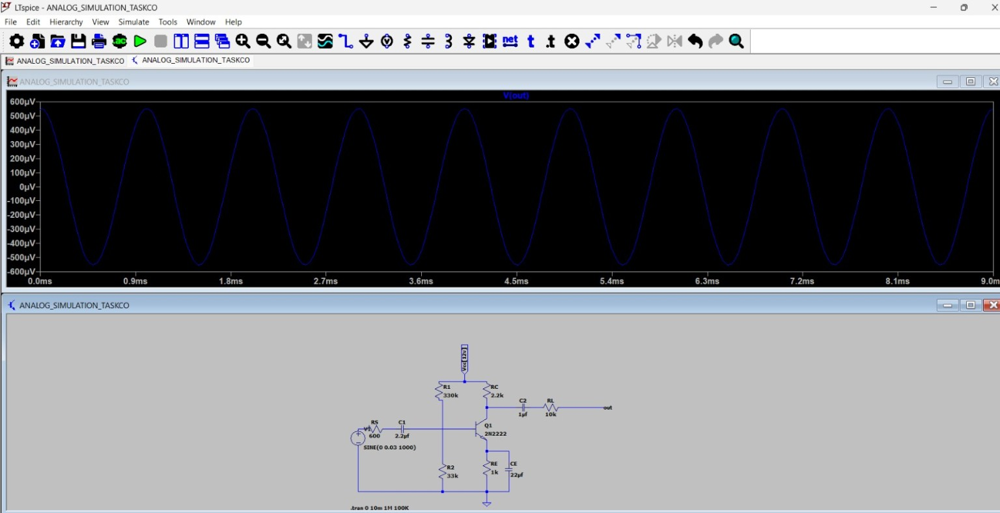 LTspice - ANALOG_SIMULATION_TASKCO
File Edit Hierarchy View Simulate Tools Window Help
.ac net t .t
ANALOG_SIMULATION_TASKCO ANALOG_SIMULATION_TASKCO
ANALOG_SIMULATION_TASKCO
V(out)
600µV
500µV
400µV
300µV
200µV
100µV
0µV
-100µV
-200µV
-300µV
-400µV
-500µV
-600µV
0.0ms 0.9ms 1.8ms 2.7ms 3.6ms 4.5ms 5.4ms 6.3ms 7.2ms 8.1ms 9.0m
ANALOG_SIMULATION_TASKCO
Vcc[12v]
R1
330k
RC
2.2k
C2
1µf
RL
10k
out
V1
RS
600
C1
2.2µf
Q1
2N2222
SINE(0 0.03 1000)
R2
33k
RE
1k
CE
22µf
.tran 0 10m 1M 100K